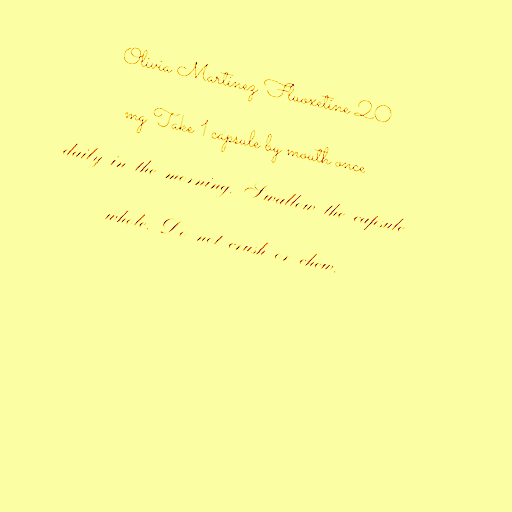 Olivia Martinez Fluoxetine 20
mg Take 1 capsule by mouth once
daily in the morning. Swallow the capsule
whole. Do not crush or chew.